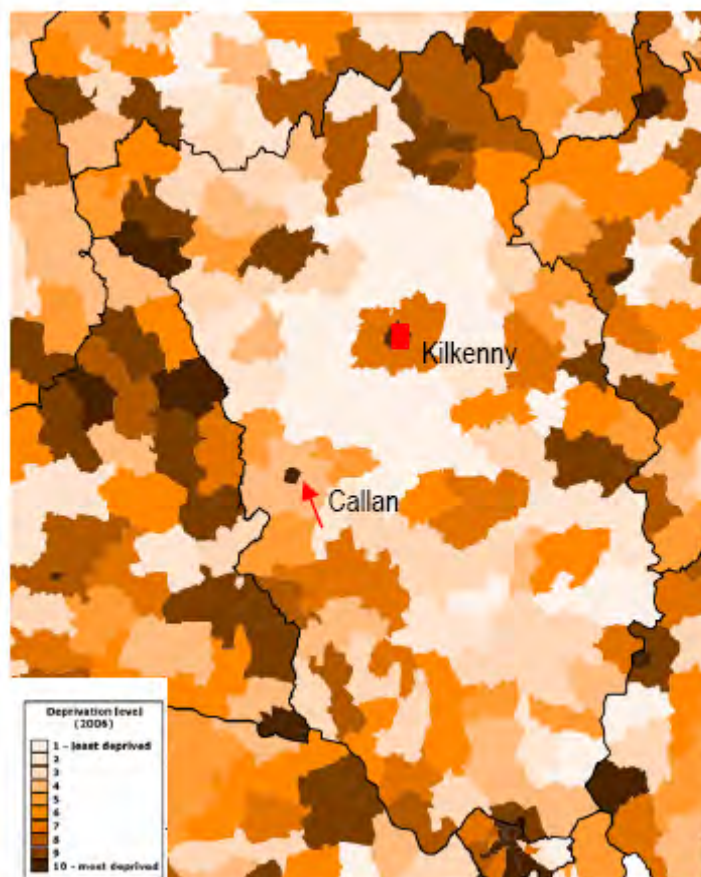 Kilkenny
Callan
Deprivation level
(2006)
1 - least deprived
2
3
4
5
6
7
8
9
10 - most deprived